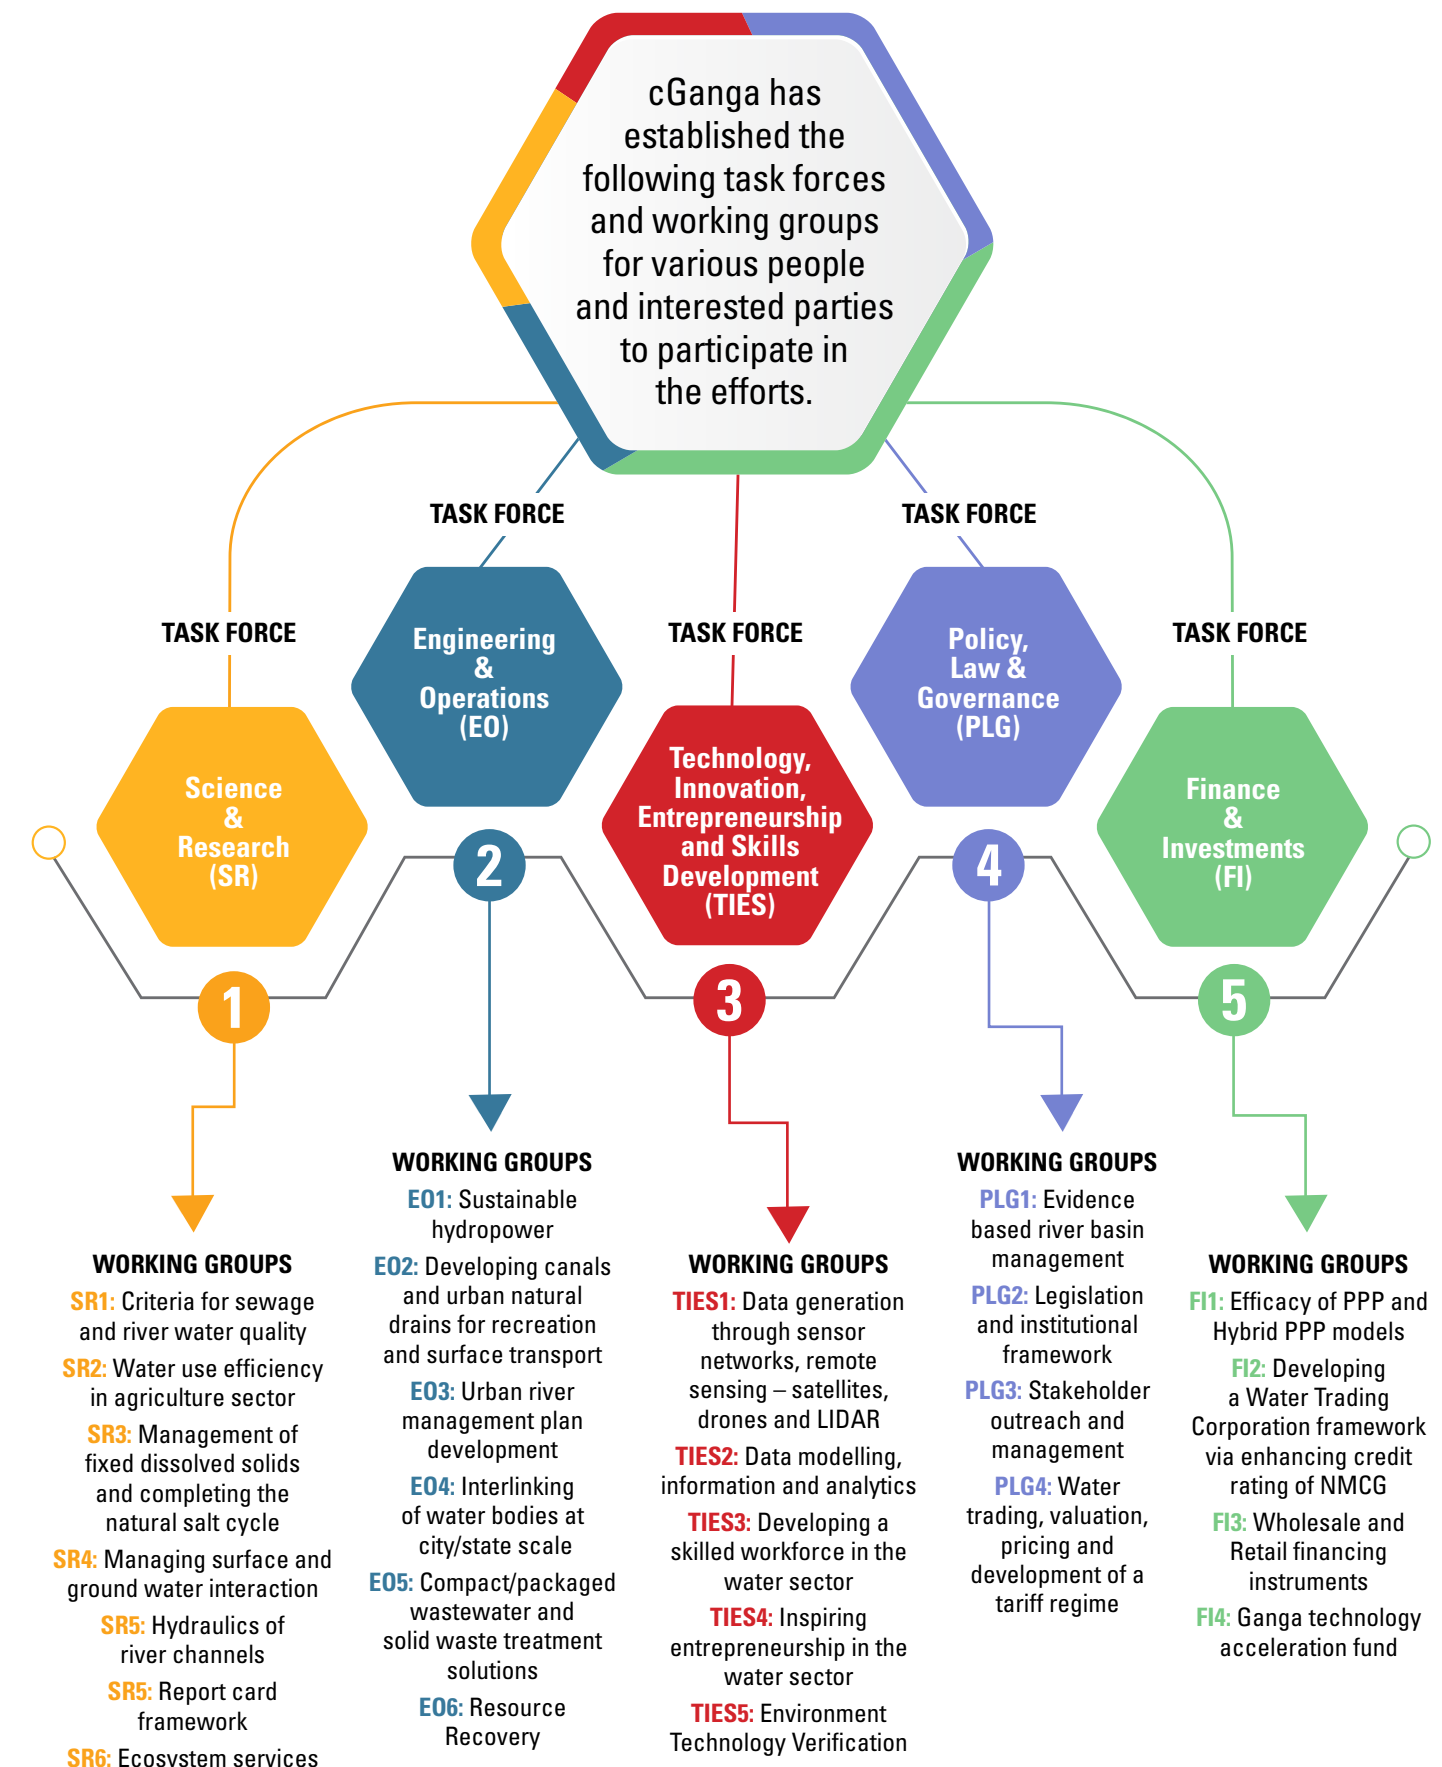 cGanga has
established the
following task forces
and working groups
for various people
and interested parties
to participate in
the efforts.
TASK FORCE
Science
&
Research
(SR)
1
WORKING GROUPS
SR1: Criteria for sewage
and river water quality
SR2: Water use efficiency
in agriculture sector
SR3: Management of
fixed dissolved solids
and completing the
natural salt cycle
SR4: Managing surface and
ground water interaction
SR5: Hydraulics of
river channels
SR5: Report card
framework
SR6: Ecosystem services
TASK FORCE
Engineering
&
Operations
(EO)
2
WORKING GROUPS
EO1: Sustainable
hydropower
EO2: Developing canals
and urban natural
drains for recreation
and surface transport
EO3: Urban river
management plan
development
EO4: Interlinking
of water bodies at
city/state scale
EO5: Compact/packaged
wastewater and
solid waste treatment
solutions
EO6: Resource
Recovery
TASK FORCE
Technology,
Innovation,
Entrepreneurship
and Skills
Development
(TIES)
3
WORKING GROUPS
TIES1: Data generation
through sensor
networks, remote
sensing – satellites,
drones and LIDAR
TIES2: Data modelling,
information and analytics
TIES3: Developing a
skilled workforce in the
water sector
TIES4: Inspiring
entrepreneurship in the
water sector
TIES5: Environment
Technology Verification
TASK FORCE
Policy,
Law &
Governance
(PLG)
4
WORKING GROUPS
PLG1: Evidence
based river basin
management
PLG2: Legislation
and institutional
framework
PLG3: Stakeholder
outreach and
management
PLG4: Water
trading, valuation,
pricing and
development of a
tariff regime
TASK FORCE
Finance
&
Investments
(FI)
5
WORKING GROUPS
FI1: Efficacy of PPP and
Hybrid PPP models
FI2: Developing
a Water Trading
Corporation framework
via enhancing credit
rating of NMCG
FI3: Wholesale and
Retail financing
instruments
FI4: Ganga technology
acceleration fund